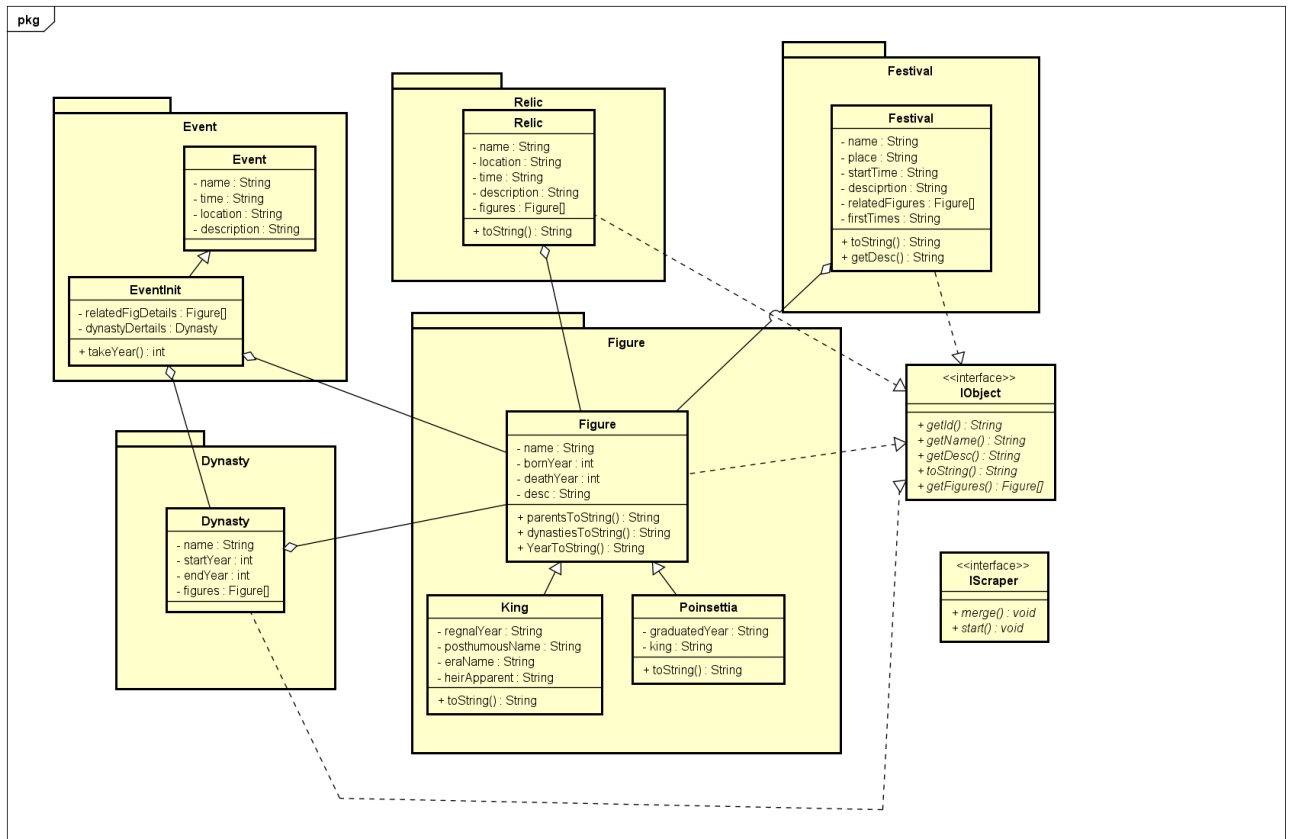 pkg
Event
Event
- name : String
- time : String
- location : String
- description : String
EventInit
- relatedFigDetails : Figure[]
- dynastyDertails : Dynasty
+ takeYear() : int
Relic
Relic
- name : String
- location : String
- time : String
- description : String
- figures : Figure[]
+ toString() : String
Festival
Festival
- name : String
- place : String
- startTime : String
- desciprtion : String
- relatedFigures : Figure[]
- firstTimes : String
+ toString() : String
+ getDesc() : String
Dynasty
Dynasty
- name : String
- startYear : int
- endYear : int
- figures : Figure[]
Figure
Figure
- name : String
- bornYear : int
- deathYear : int
- desc : String
+ parentsToString() : String
+ dynastiesToString() : String
+ YearToString() : String
King
- regnalYear : String
- posthumousName : String
- eraName : String
- heirApparent : String
+ toString() : String
Poinsettia
- graduatedYear : String
- king : String
+ toString() : String
<<interface>>
IObject
+ getId() : String
+ getName() : String
+ getDesc() : String
+ toString() : String
+ getFigures() : Figure[]
<<interface>>
IScraper
+ merge() : void
+ start() : void